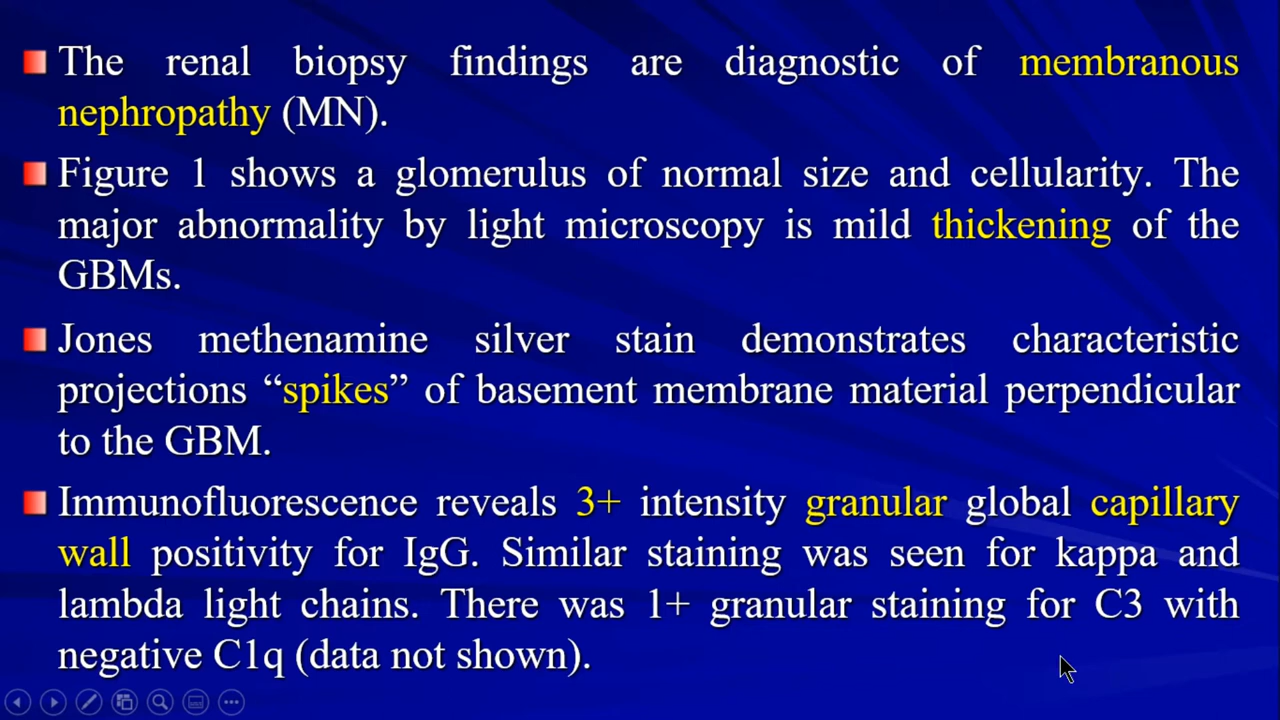 The renal biopsy findings are diagnostic of membranous
nephropathy (MN).
Figure 1 shows a glomerulus of normal size and cellularity. The
major abnormality by light microscopy is mild thickening of the
GBMs.
Jones methenamine silver stain demonstrates characteristic
projections “spikes” of basement membrane material perpendicular
to the GBM.
Immunofluorescence reveals 3+ intensity granular global capillary
wall positivity for IgG. Similar staining was seen for kappa and
lambda light chains. There was 1+ granular staining for C3 with
negative C1q (data not shown).